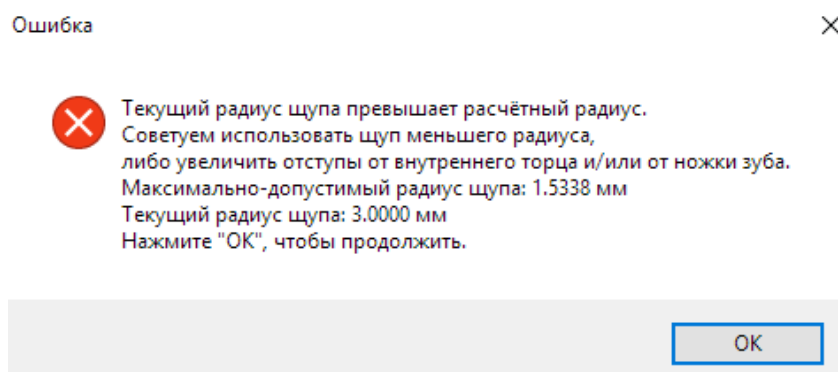 Ошибка
Текущий радиус щупа превышает расчётный радиус.
Советуем использовать щуп меньшего радиуса,
либо увеличить отступы от внутреннего торца и/или от ножки зуба.
Максимально-допустимый радиус щупа: 1.5338 мм
Текущий радиус щупа: 3.0000 мм
Нажмите "ОК", чтобы продолжить.
ОК